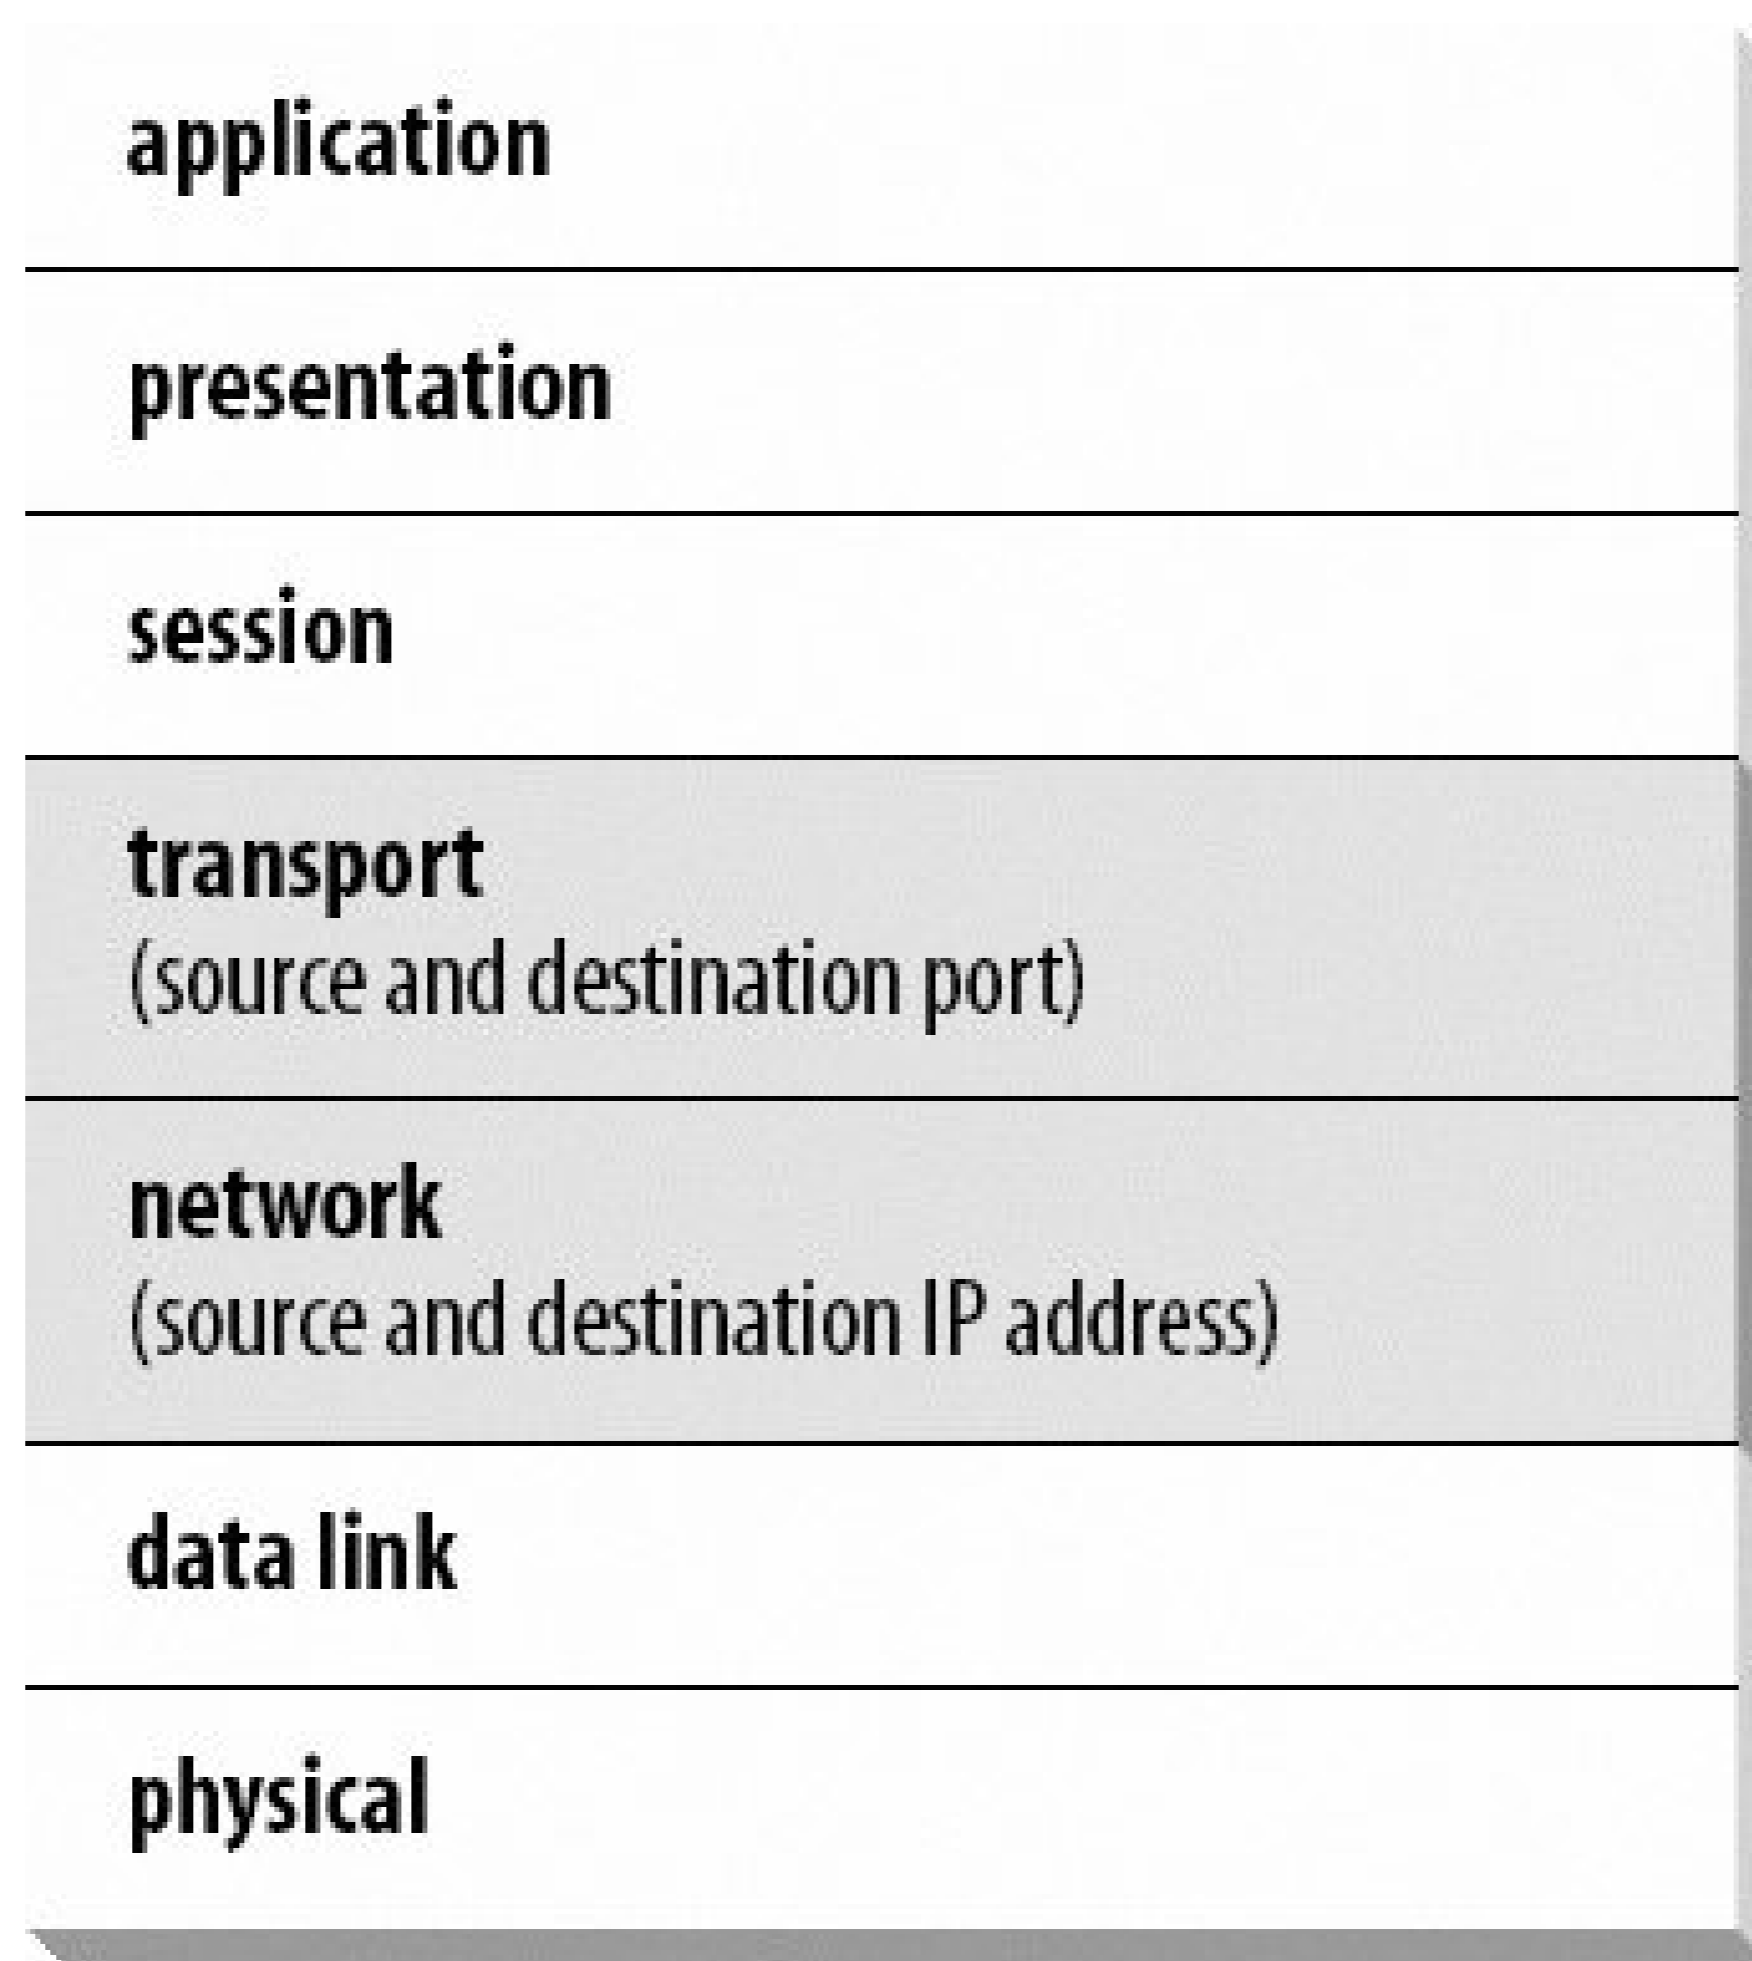 application
presentation
session
transport
(source and destination port)
network
(source and destination IP address)
data link
physical